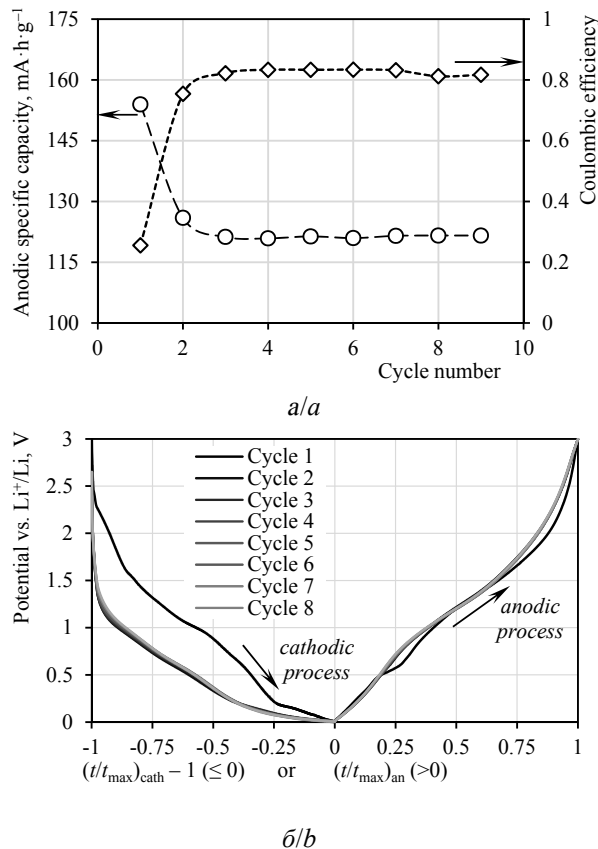 Anodic specific capacity, mA·h·g⁻¹
175
160
145
130
115
100
1
0.8
0.6
0.4
0.2
0
Coulombic efficiency
0 2 4 6 8 10
Cycle number
а/a
Potential vs. Li⁺/Li, V
3
2.5
2
1.5
1
0.5
0
Cycle 1
Cycle 2
Cycle 3
Cycle 4
Cycle 5
Cycle 6
Cycle 7
Cycle 8
cathodic
process
anodic
process
-1 -0.75 -0.5 -0.25 0 0.25 0.5 0.75 1
(t/tmax)cath – 1 (≤ 0) or (t/tmax)an (>0)
б/b